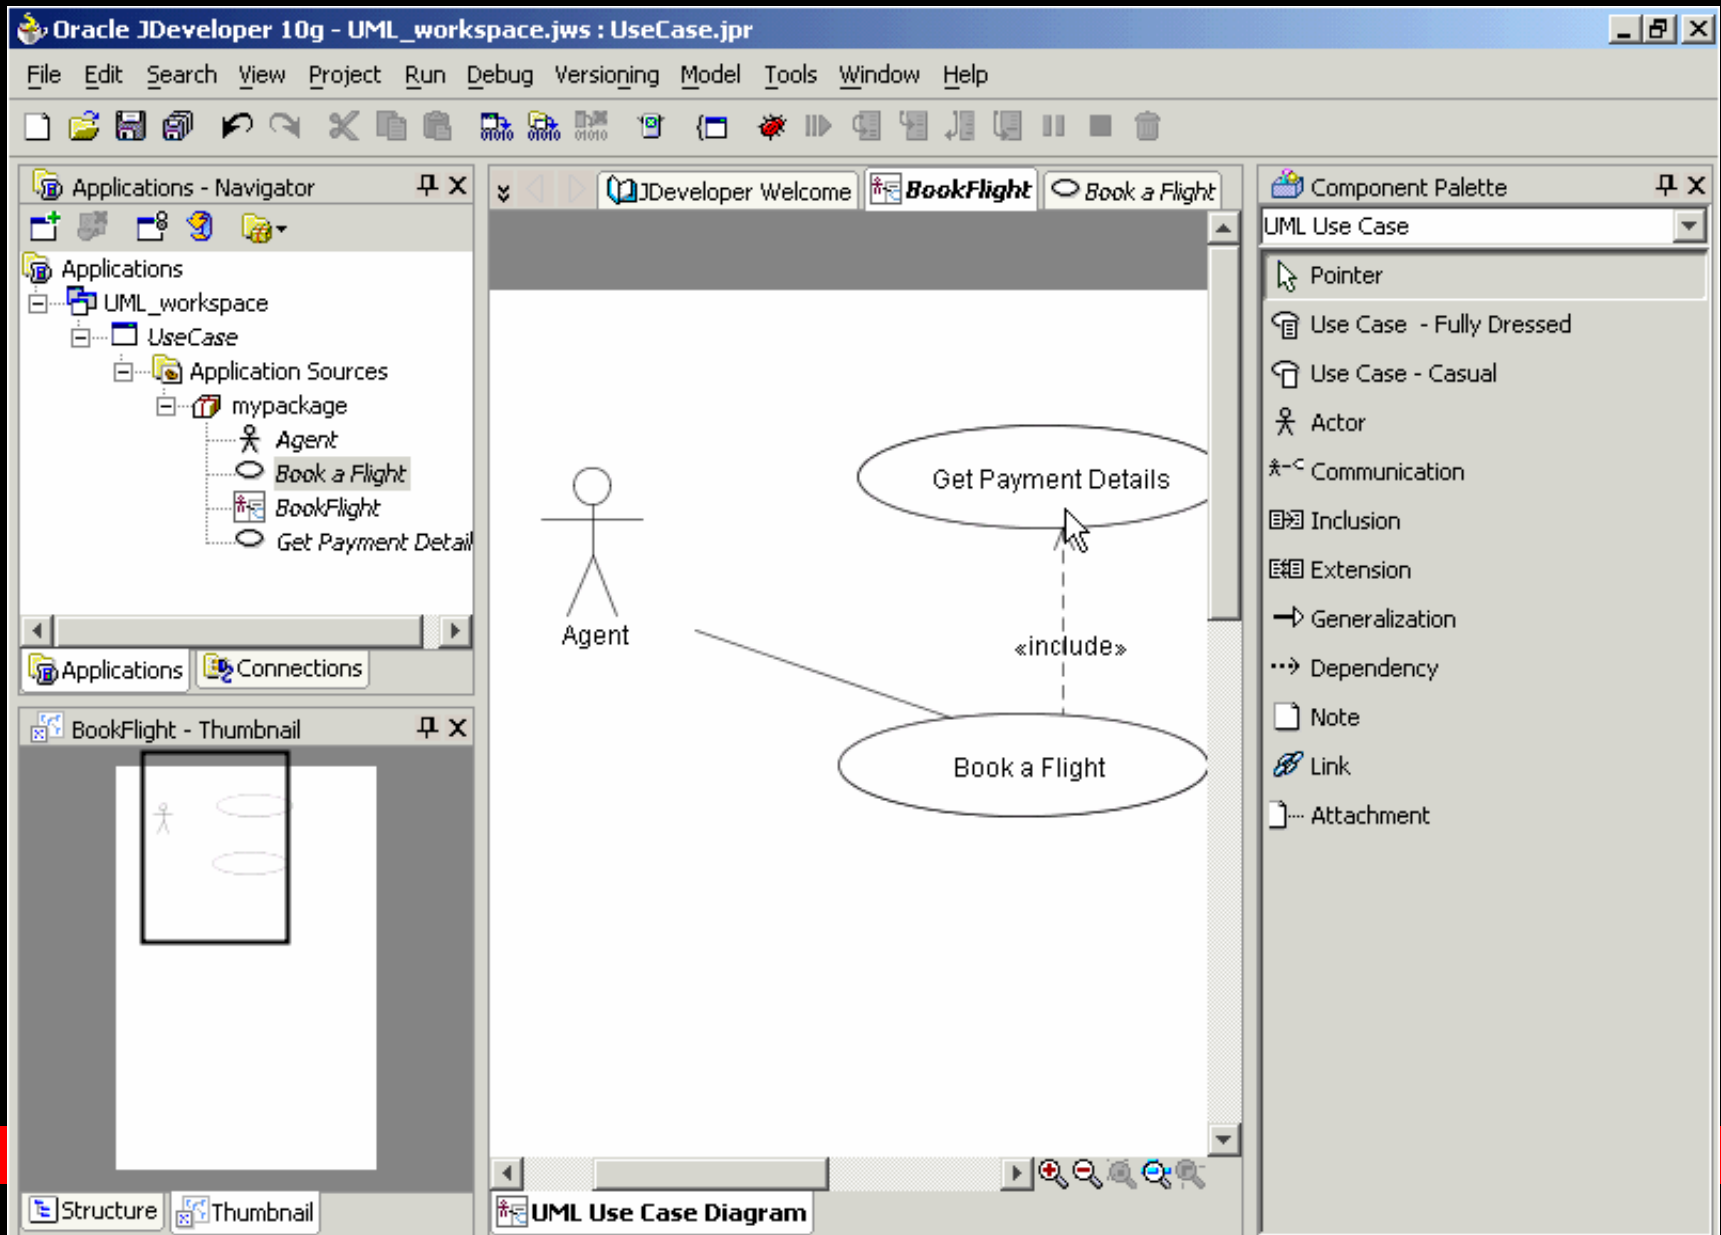 Oracle JDeveloper 10g - UML_workspace.jws : UseCase.jpr
File Edit Search View Project Run Debug Versioning Model Tools Window Help
Applications - Navigator
Applications
UML_workspace
UseCase
Application Sources
mypackage
Agent
Book a Flight
BookFlight
Get Payment Detail
Applications Connections
BookFlight - Thumbnail
Structure Thumbnail
JDeveloper Welcome BookFlight Book a Flight
Get Payment Details
Agent
«include»
Book a Flight
UML Use Case Diagram
Component Palette
UML Use Case
Pointer
Use Case - Fully Dressed
Use Case - Casual
Actor
Communication
Inclusion
Extension
Generalization
Dependency
Note
Link
Attachment